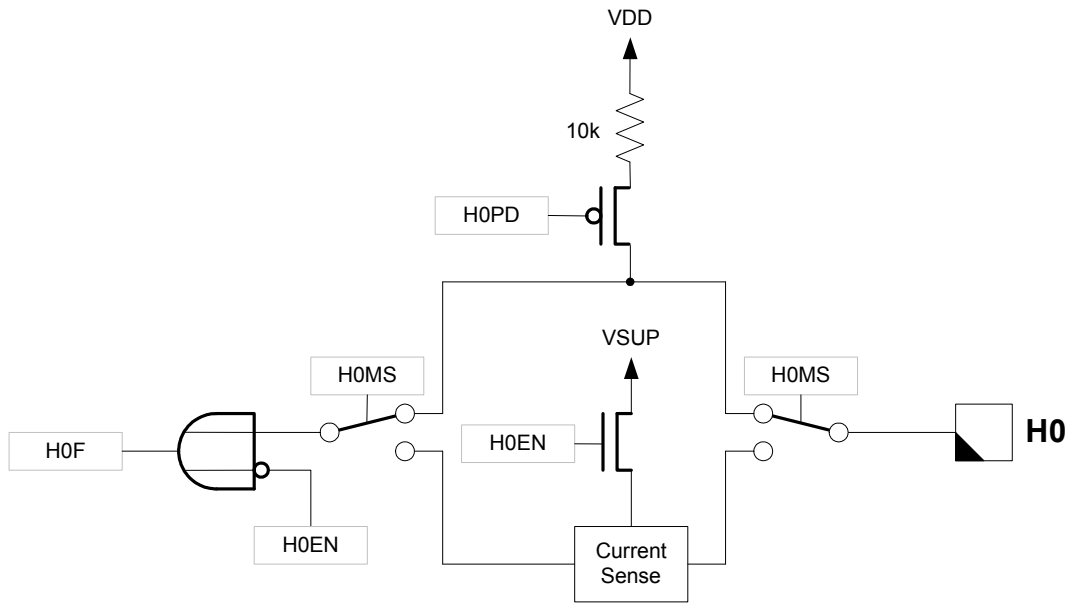 VDD
10k
H0PD
VSUP
H0MS
H0MS
H0F
H0EN
H0
H0EN
Current
Sense